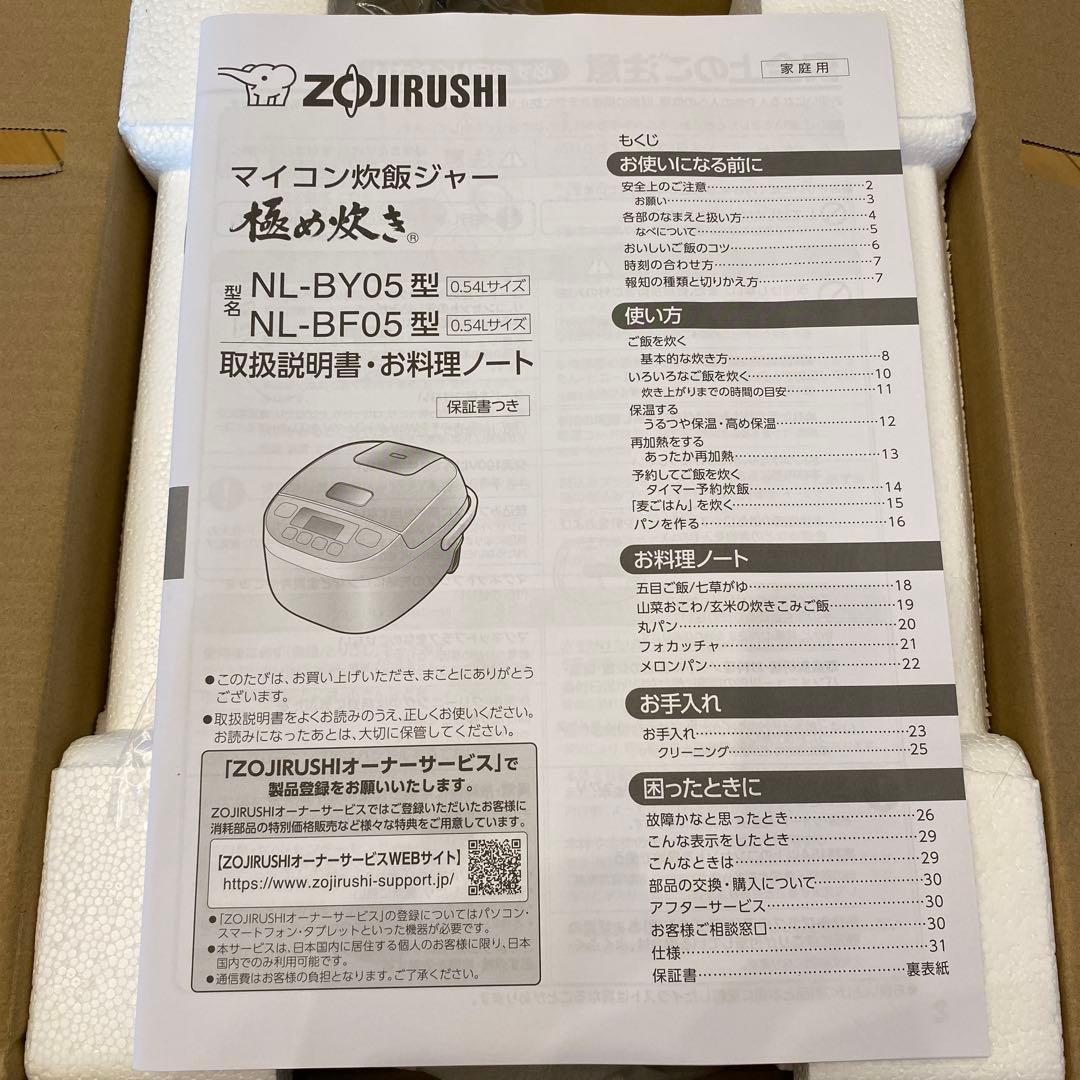 ZOJIRUSHI
家庭用
マイコン炊飯ジャー
極め炊き®
型名
NL-BY05型 0.54Lサイズ
NL-BF05型 0.54Lサイズ
取扱説明書・お料理ノート
保証書つき
●このたびは、お買い上げいただき、まことにありがとう
ございます。
●取扱説明書をよくお読みのうえ、正しくお使いください。
お読みになったあとは、大切に保管してください。
「ZOJIRUSHIオーナーサービス」で
製品登録をお願いいたします。
ZOJIRUSHIオーナーサービスではご登録いただいたお客様に
消耗部品の特別価格販売など様々な特典をご用意しています。
【ZOJIRUSHIオーナーサービスWEBサイト】
https://www.zojirushi-support.jp/
●「ZOJIRUSHIオーナーサービス」の登録についてはパソコン・
スマートフォン・タブレットといった機器が必要です。
●本サービスは、日本国内に居住する個人のお客様に限り、日本
国内でのみ利用可能です。
●通信費はお客様の負担となります。ご了承ください。
もくじ
お使いになる前に
安全上のご注意……2
お願い……3
各部のなまえと扱い方……4
なべについて……5
おいしいご飯のコツ……6
時刻の合わせ方……7
報知の種類と切りかえ方……7
使い方
ご飯を炊く
基本的な炊き方……8
いろいろなご飯を炊く……10
炊き上がりまでの時間の目安……11
保温する
うるつや保温・高め保温……12
再加熱をする
あったか再加熱……13
予約してご飯を炊く
タイマー予約炊飯……14
「麦ごはん」を炊く……15
パンを作る……16
お料理ノート
五目ご飯/七草がゆ……18
山菜おこわ/玄米の炊きこみご飯……19
丸パン……20
フォカッチャ……21
メロンパン……22
お手入れ
お手入れ……23
クリーニング……25
困ったときに
故障かなと思ったとき……26
こんな表示をしたとき……29
こんなときは……29
部品の交換・購入について……30
アフターサービス……30
お客様ご相談窓口……30
仕様……31
保証書……裏表紙